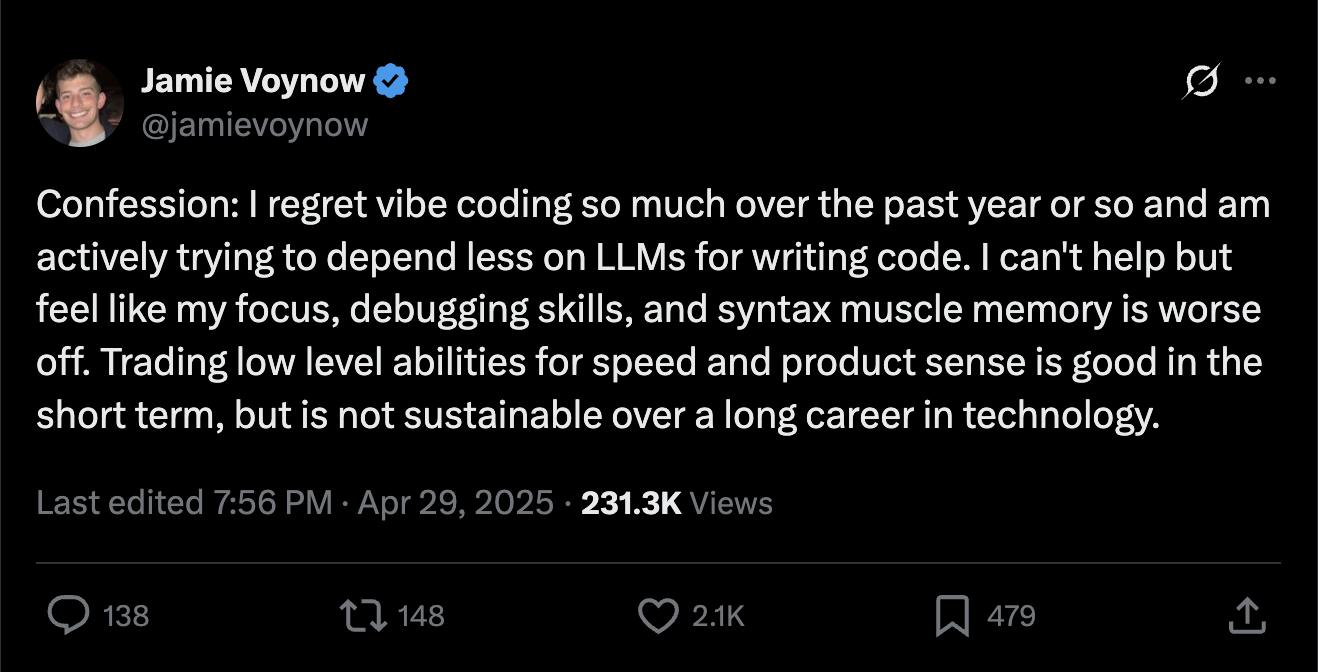 Jamie Voynow
@jamievoynow
Confession: I regret vibe coding so much over the past year or so and am
actively trying to depend less on LLMs for writing code. I can't help but
feel like my focus, debugging skills, and syntax muscle memory is worse
off. Trading low level abilities for speed and product sense is good in the
short term, but is not sustainable over a long career in technology.
Last edited 7:56 PM · Apr 29, 2025 · 231.3K Views
138 148 2.1K 479